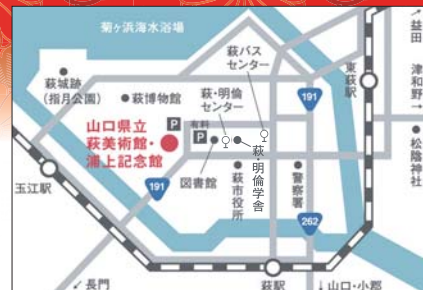 菊ヶ浜海水浴場
↗益田
津和野→
東萩駅
萩バス
センター
萩城跡
(指月公園)
萩博物館
萩・明倫
センター
191
山口県立
萩美術館・
浦上記念館
P
有料
P
図書館
萩・明倫学舎
松陰神社
玉江駅
191
萩市役所
警察署
262
↙長門
萩駅
↓山口・小郡